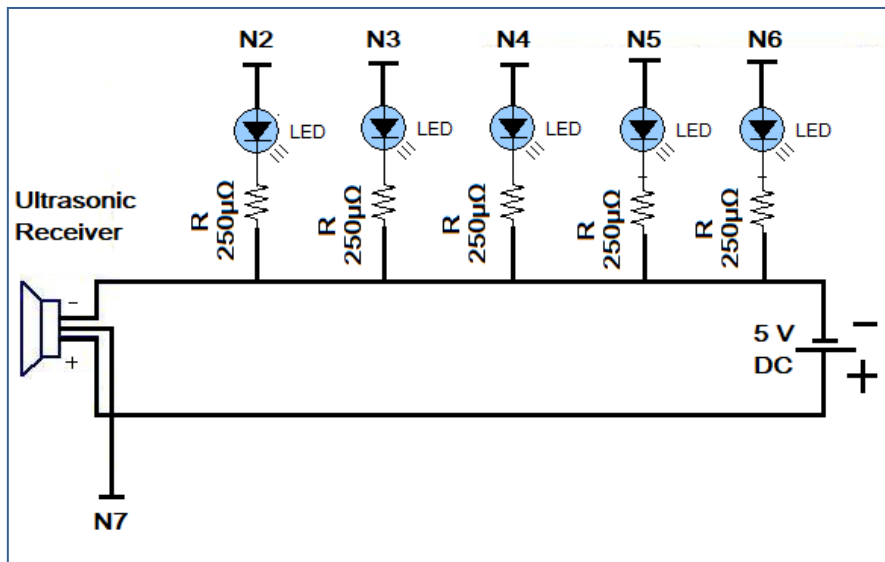 N2
N3
N4
N5
N6
LED
LED
LED
LED
LED
R
250µΩ
R
250µΩ
R
250µΩ
R
250µΩ
R
250µΩ
Ultrasonic
Receiver
-
+
5 V
DC
-
+
N7